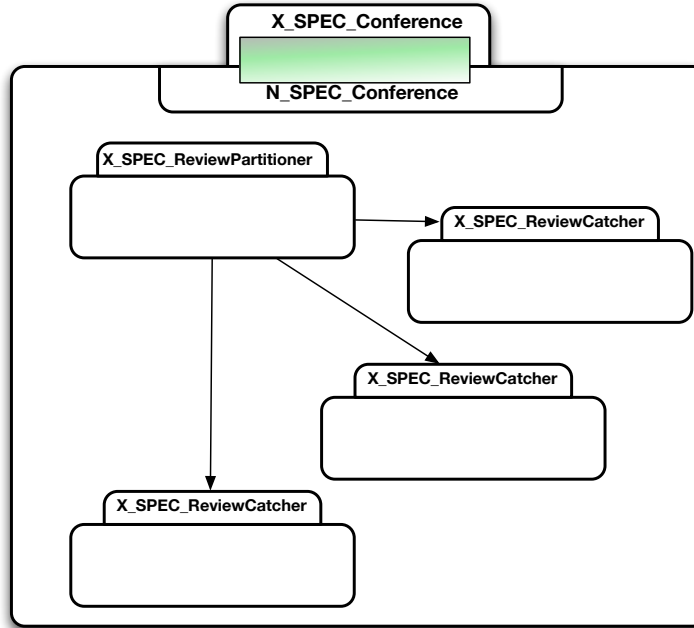 X_SPEC_Conference
N_SPEC_Conference
X_SPEC_ReviewPartitioner
X_SPEC_ReviewCatcher
X_SPEC_ReviewCatcher
X_SPEC_ReviewCatcher